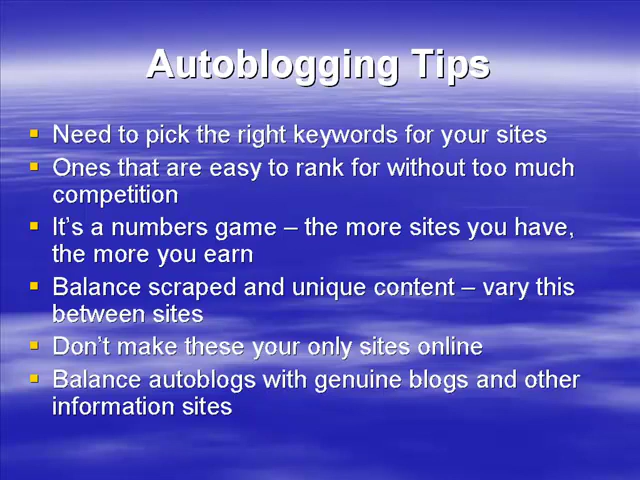 Autoblogging Tips
Need to pick the right keywords for your sites
Ones that are easy to rank for without too much
competition
It's a numbers game – the more sites you have,
the more you earn
Balance scraped and unique content – vary this
between sites
Don't make these your only sites online
Balance autoblogs with genuine blogs and other
information sites